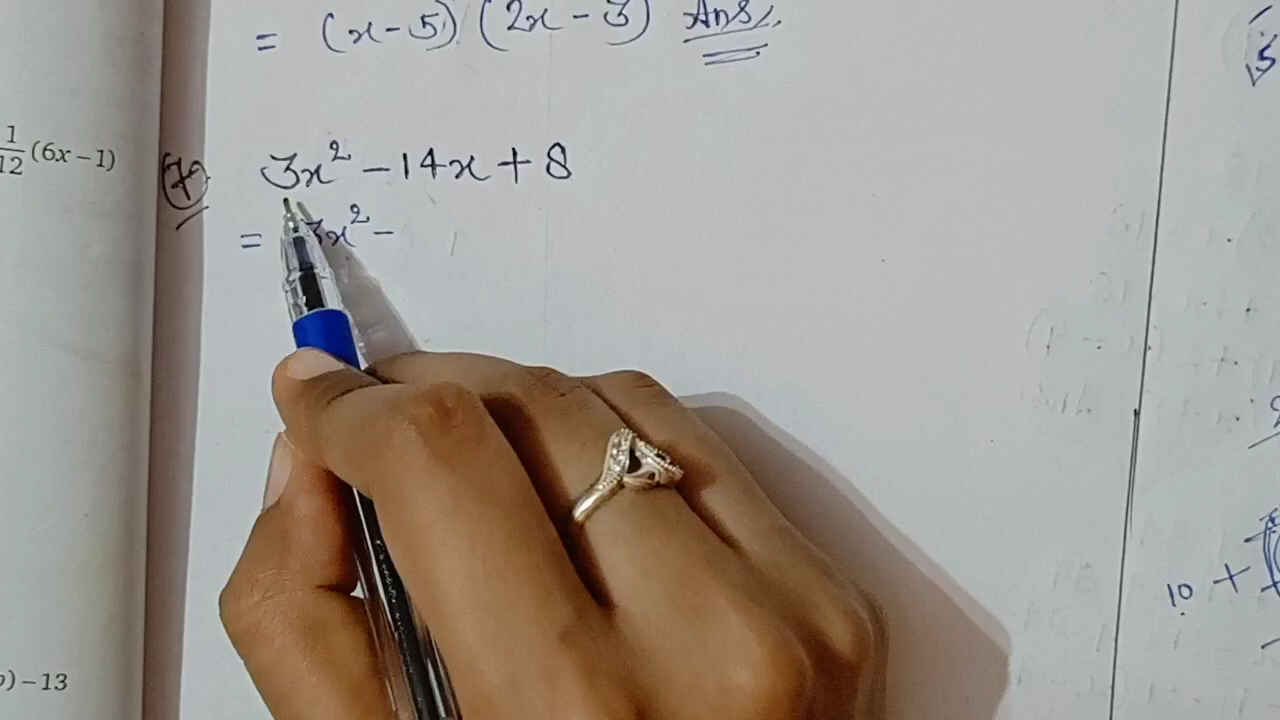 = (x-5) (2x-3) Ans.
1/12 (6x-1)
(7) 3x² - 14x + 8
= 3x² -
10 +
) - 13